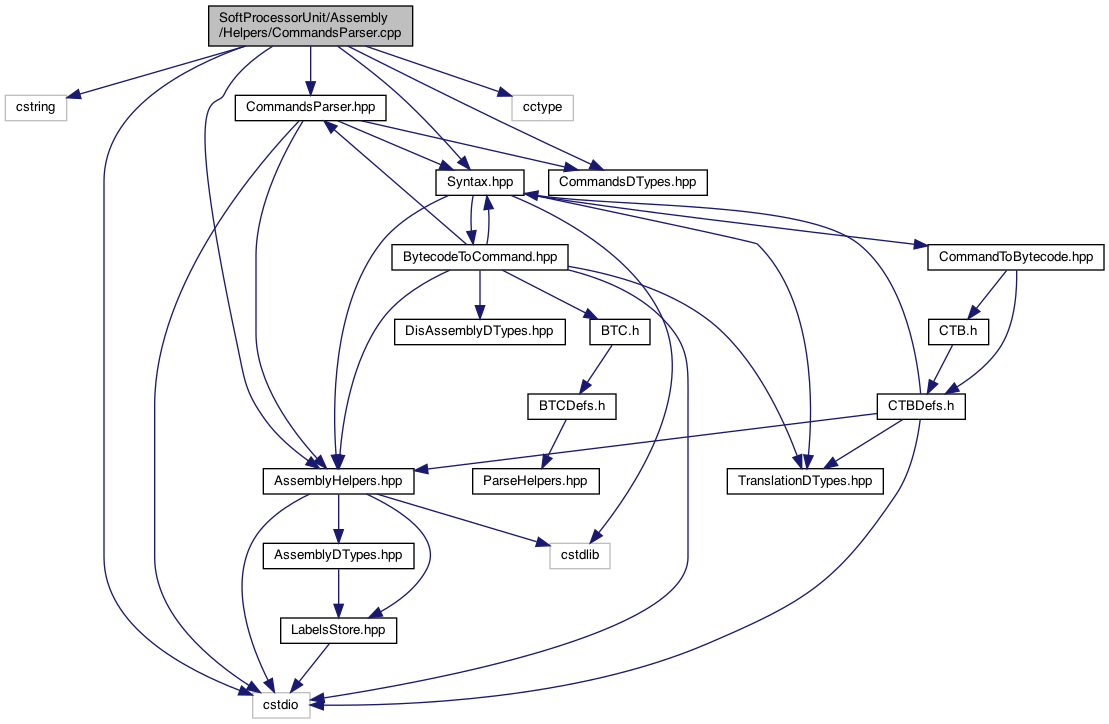 SoftProcessorUnit/Assembly
/Helpers/CommandsParser.cpp
cstring
CommandsParser.hpp
cctype
Syntax.hpp
CommandsDTypes.hpp
BytecodeToCommand.hpp
CommandToBytecode.hpp
DisAssemblyDTypes.hpp
BTC.h
CTB.h
BTCDefs.h
CTBDefs.h
AssemblyHelpers.hpp
ParseHelpers.hpp
TranslationDTypes.hpp
AssemblyDTypes.hpp
cstdlib
LabelsStore.hpp
cstdio